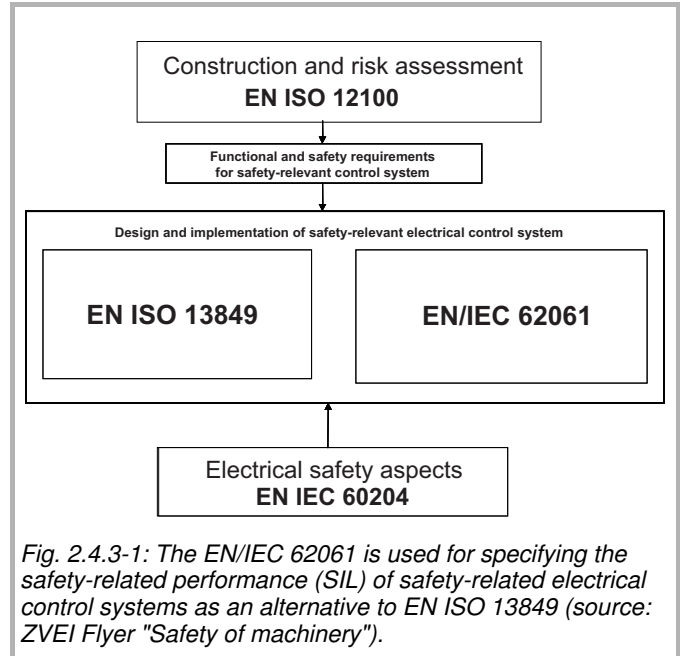 Construction and risk assessment
EN ISO 12100
Functional and safety requirements
for safety-relevant control system
Design and implementation of safety-relevant electrical control system
EN ISO 13849
EN/IEC 62061
Electrical safety aspects
EN IEC 60204
Fig. 2.4.3-1: The EN/IEC 62061 is used for specifying the
safety-related performance (SIL) of safety-related electrical
control systems as an alternative to EN ISO 13849 (source:
ZVEI Flyer "Safety of machinery").